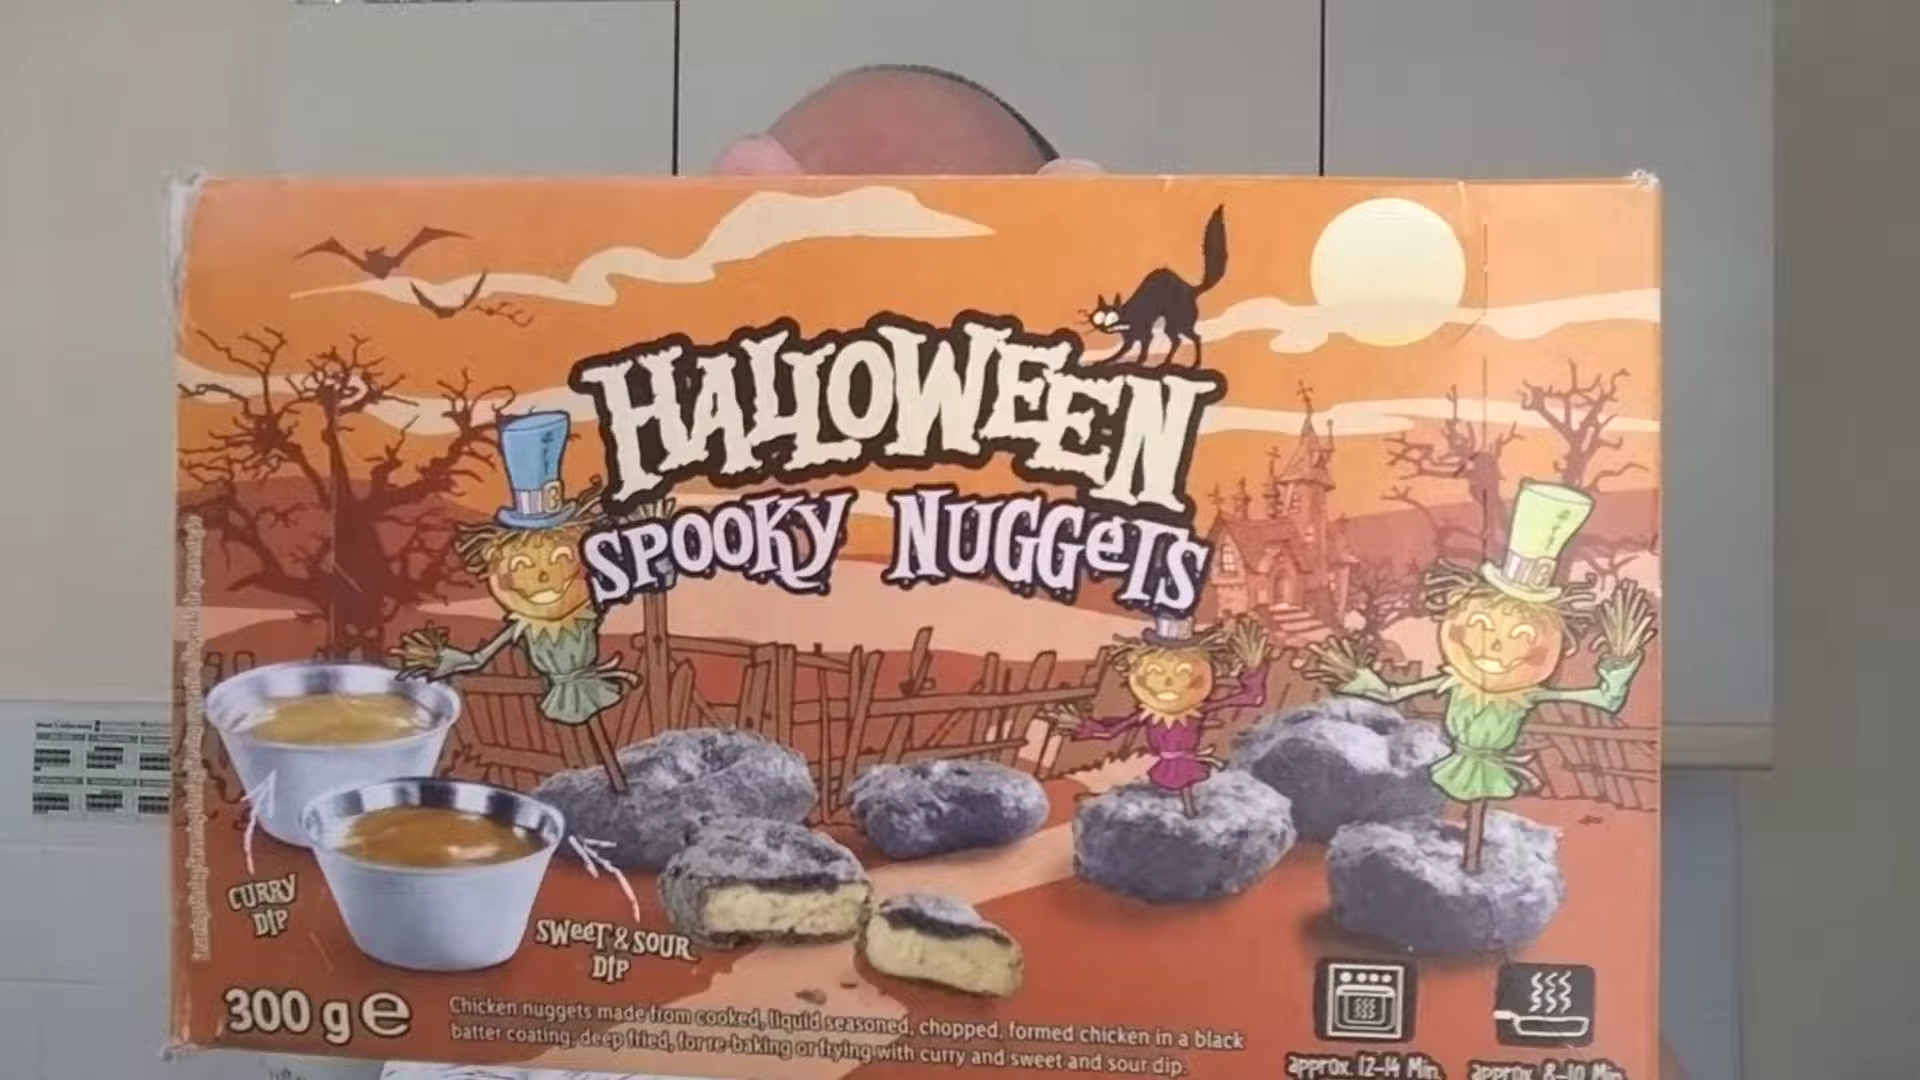 HALLOWEEN
SPOOKY NUGGETS
CURRY
DIP
SWEET & SOUR
DIP
300 g e
Chicken nuggets made from cooked, liquid seasoned, chopped, formed chicken in a black
batter coating, deep fried, for re-baking or frying with curry and sweet and sour dip.
approx. 12-14 Min.
approx. 8-10 Min.